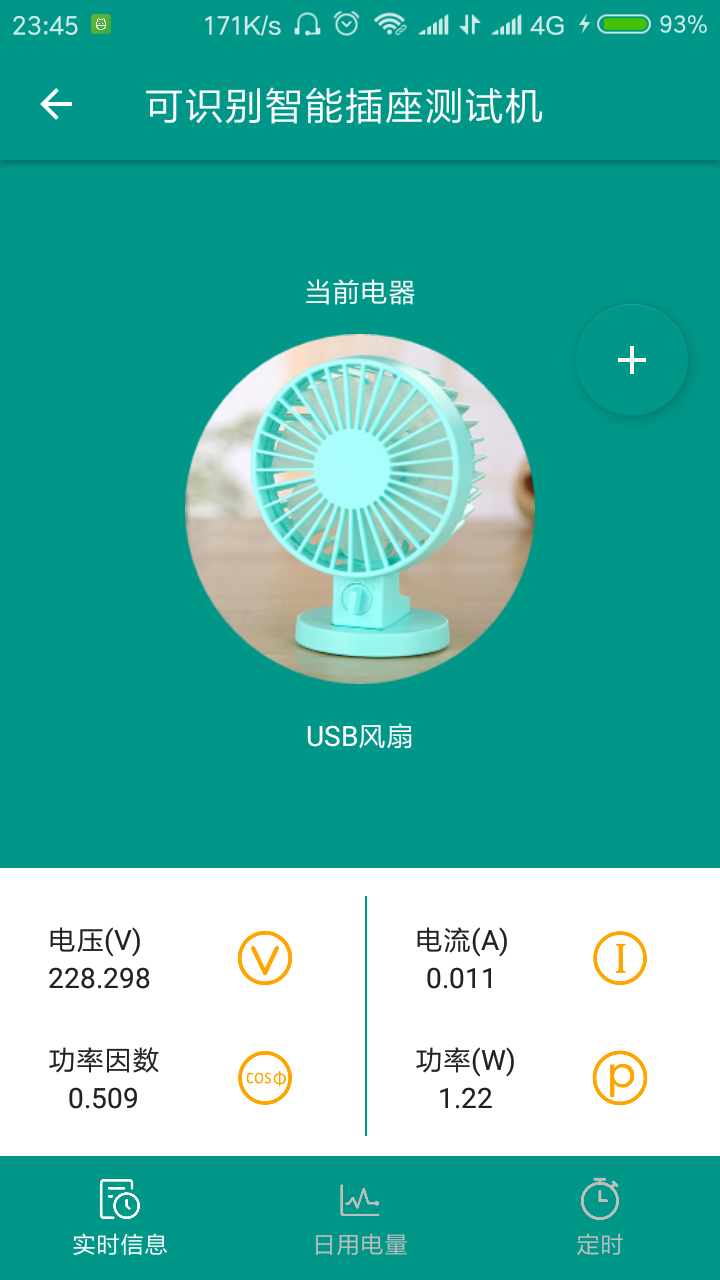 23:45 171K/s 4G 93%
可识别智能插座测试机
当前电器
USB风扇
电压(V)
228.298
V
电流(A)
0.011
I
功率因数
0.509
cosΦ
功率(W)
1.22
p
实时信息
日用电量
定时